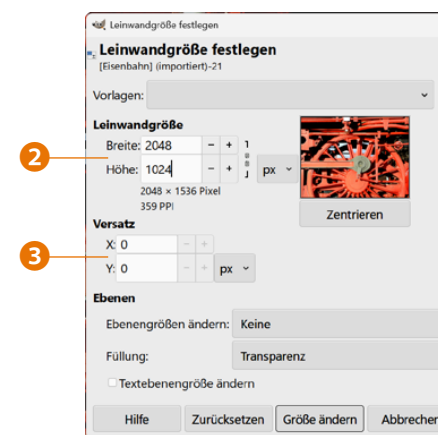 Leinwandgröße festlegen
Leinwandgröße festlegen
[Eisenbahn] (importiert)-21
Vorlagen:
Leinwandgröße
Breite: 2048 - +
2
Höhe: 1024 - + px
2048 × 1536 Pixel
359 PPI
Zentrieren
Versatz
X: 0 - +
3
Y: 0 - + px
Ebenen
Ebenengrößen ändern: Keine
Füllung: Transparenz
Textebenengröße ändern
Hilfe Zurücksetzen Größe ändern Abbrechen